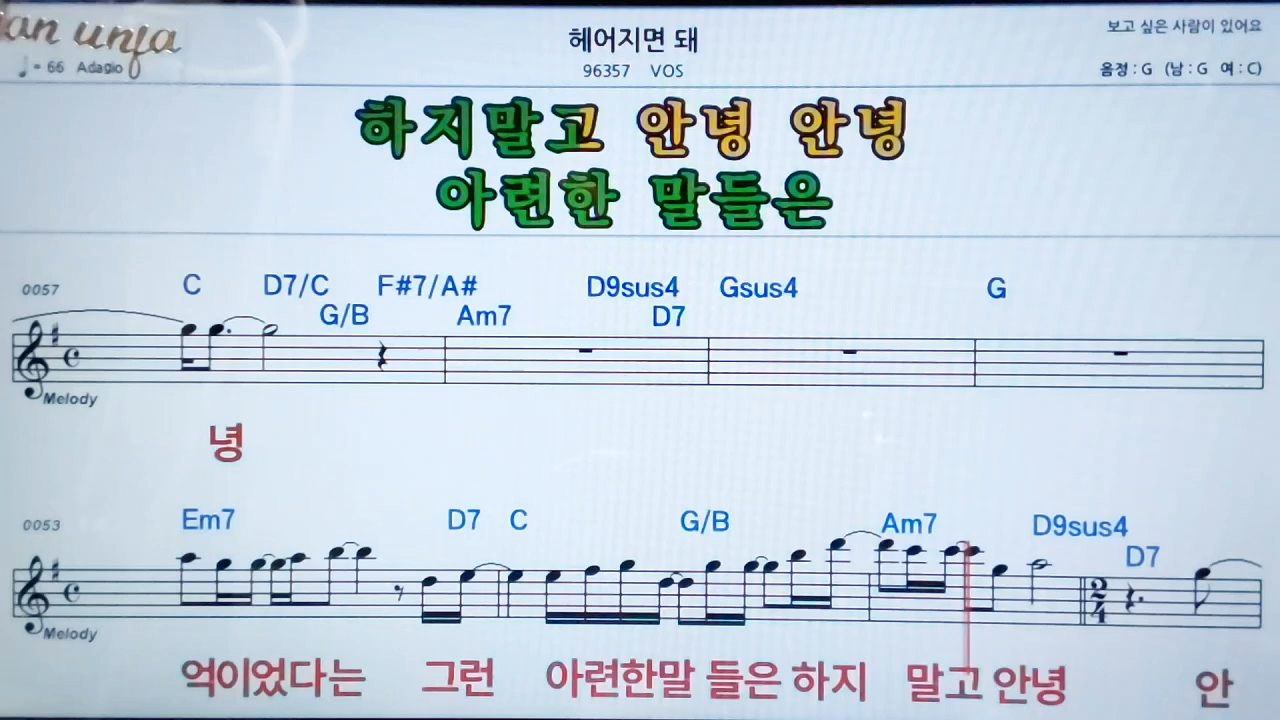 an unja
보고 싶은 사람이 있어요
헤어지면 돼
♩= 66 Adagio
96357 VOS
음정 : G (남 : G 여 : C)
하지말고 안녕 안녕
아련한 말들은
0057
C D7/C F#7/A# D9sus4 Gsus4 G
G/B Am7 D7
Melody
녕
0053
Em7 D7 C G/B Am7 D9sus4
D7
2/4
Melody
억이었다는 그런 아련한말 들은 하지 말고 안녕 안